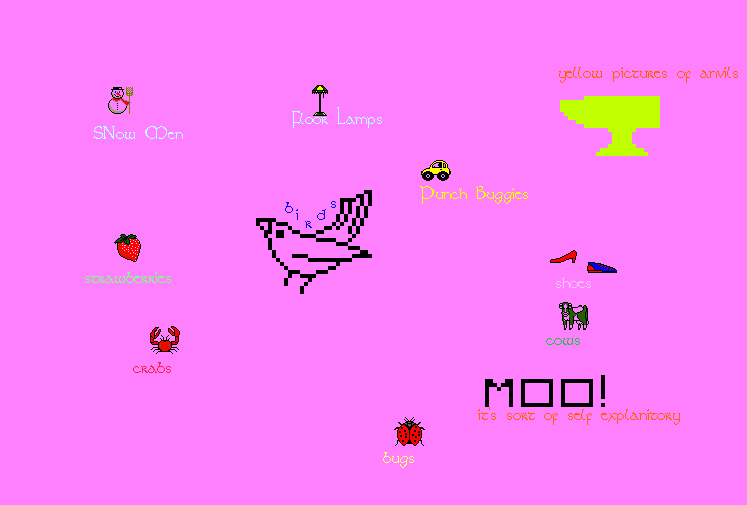 yellow pictures of anvils
SNow Men
floor Lamps
Punch Buggies
birds
strawberries
shoes
cows
crabs
MOO!
it's sort of self explanitory
bugs